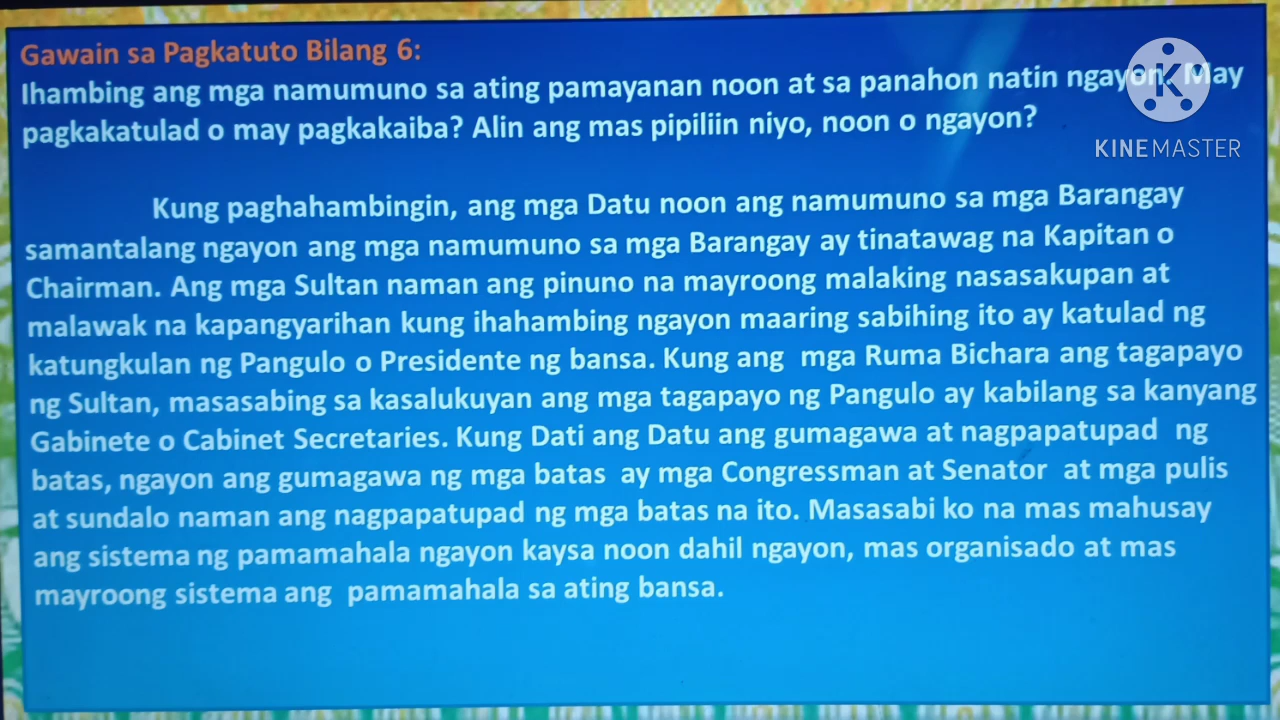 Gawain sa Pagkatuto Bilang 6:
Ihambing ang mga namumuno sa ating pamayanan noon at sa panahon natin ngayon. May
pagkakatulad o may pagkakaiba? Alin ang mas pipiliin niyo, noon o ngayon?
KINEMASTER
Kung paghahambingin, ang mga Datu noon ang namumuno sa mga Barangay
samantalang ngayon ang mga namumuno sa mga Barangay ay tinatawag na Kapitan o
Chairman. Ang mga Sultan naman ang pinuno na mayroong malaking nasasakupan at
malawak na kapangyarihan kung ihahambing ngayon maaring sabihing ito ay katulad ng
katungkulan ng Pangulo o Presidente ng bansa. Kung ang mga Ruma Bichara ang tagapayo
ng Sultan, masasabing sa kasalukuyan ang mga tagapayo ng Pangulo ay kabilang sa kanyang
Gabinete o Cabinet Secretaries. Kung Dati ang Datu ang gumagawa at nagpapatupad ng
batas, ngayon ang gumagawa ng mga batas ay mga Congressman at Senator at mga pulis
at sundalo naman ang nagpapatupad ng mga batas na ito. Masasabi ko na mas mahusay
ang sistema ng pamamahala ngayon kaysa noon dahil ngayon, mas organisado at mas
mayroong sistema ang pamamahala sa ating bansa.